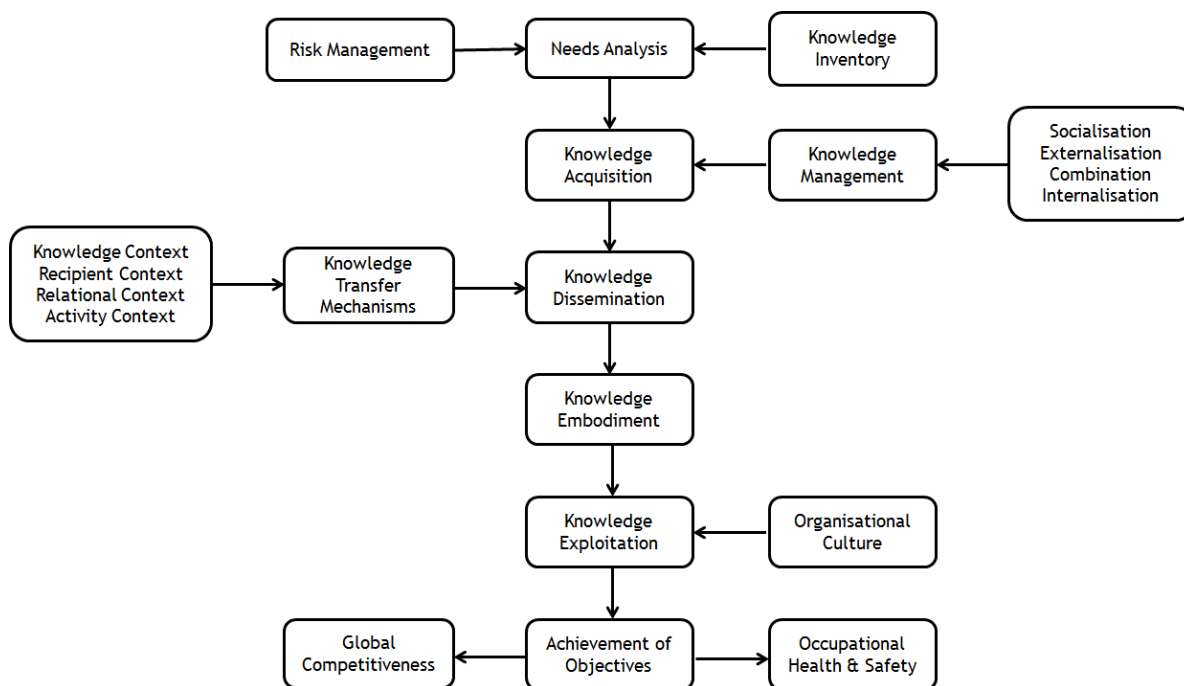 Risk Management
Needs Analysis
Knowledge
Inventory
Knowledge
Acquisition
Knowledge
Management
Socialisation
Externalisation
Combination
Internalisation
Knowledge Context
Recipient Context
Relational Context
Activity Context
Knowledge
Transfer
Mechanisms
Knowledge
Dissemination
Knowledge
Embodiment
Knowledge
Exploitation
Organisational
Culture
Global
Competitiveness
Achievement of
Objectives
Occupational
Health & Safety